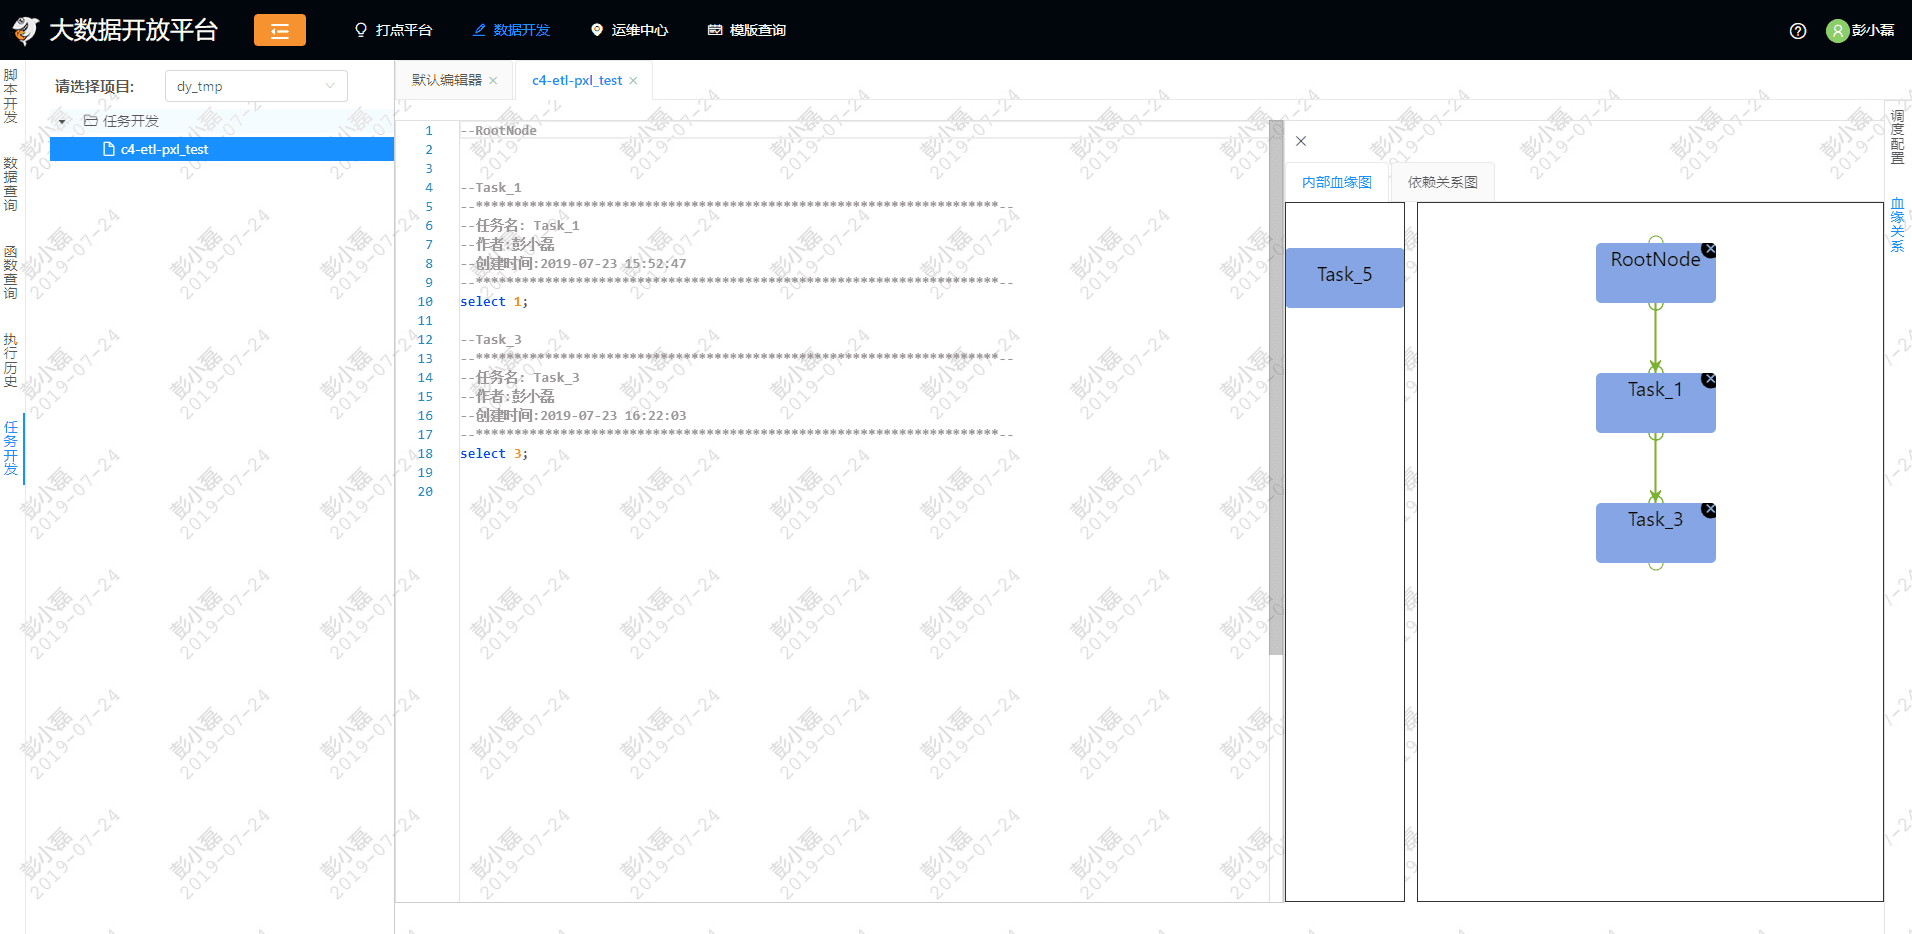 大数据开放平台
打点平台
数据开发
运维中心
模版查询
彭小磊
脚本开发
数据查询
函数查询
执行历史
任务开发
请选择项目:
dy_tmp
任务开发
c4-etl-pxl_test
默认编辑器
c4-etl-pxl_test
1 --RootNode
2
3
4 --Task_1
5 --********************************************************************--
6 --任务名: Task_1
7 --作者:彭小磊
8 --创建时间:2019-07-23 15:52:47
9 --********************************************************************--
10 select 1;
11
12 --Task_3
13 --********************************************************************--
14 --任务名: Task_3
15 --作者:彭小磊
16 --创建时间:2019-07-23 16:22:03
17 --********************************************************************--
18 select 3;
19
20
内部血缘图
依赖关系图
Task_5
RootNode
Task_1
Task_3
调度配置
血缘关系
彭小磊
2019-07-24